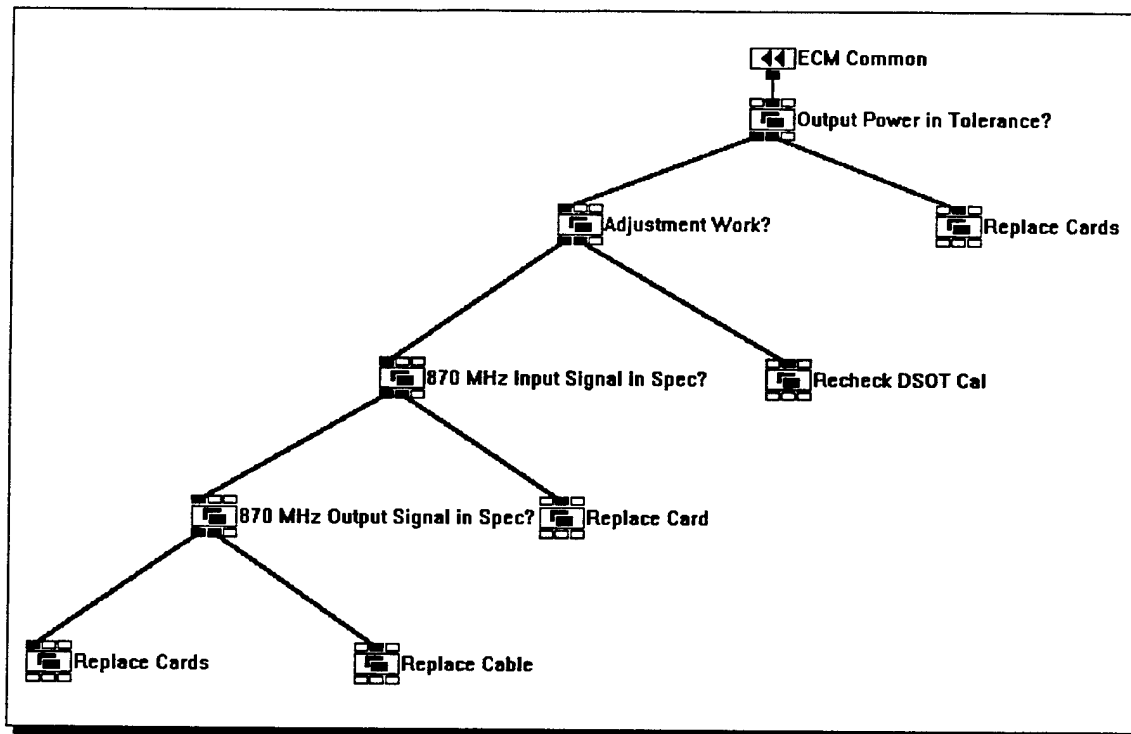 ECM Common
Output Power in Tolerance?
Adjustment Work?
Replace Cards
870 MHz Input Signal in Spec?
Recheck DSOT Cal
870 MHz Output Signal in Spec?
Replace Card
Replace Cards
Replace Cable